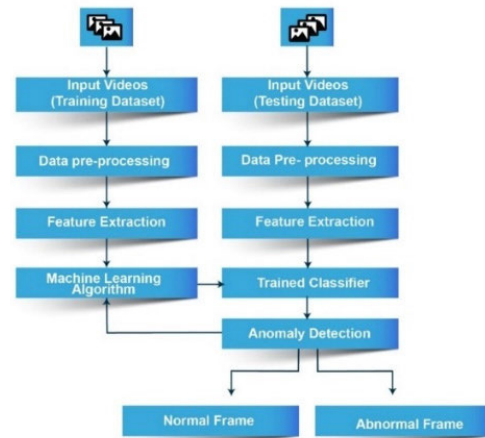 Input Videos
(Training Dataset)
Data pre-processing
Feature Extraction
Machine Learning
Algorithm
Input Videos
(Testing Dataset)
Data Pre- processing
Feature Extraction
Trained Classifier
Anomaly Detection
Normal Frame
Abnormal Frame